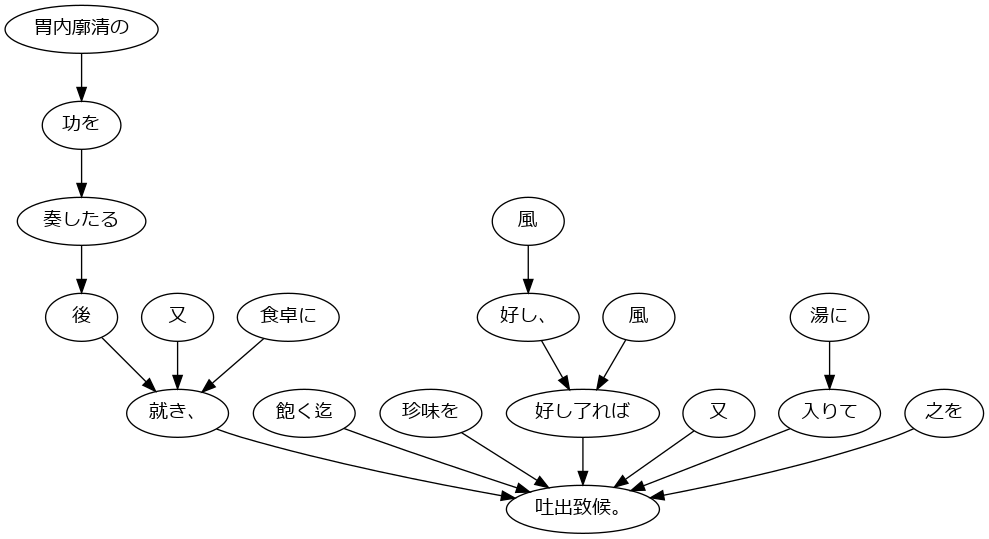 胃内廓清の
功を
奏したる
風
後
又
食卓に
好し、
風
湯に
就き、
飽く迄
珍味を
好し了れば
又
入りて
之を
吐出致候。